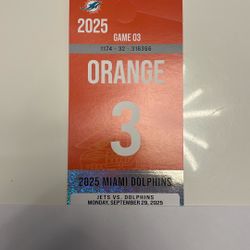 2025
GAME 03
1174 - 32 - 318366
ORANGE
3
2025 MIAMI DOLPHINS
JETS VS. DOLPHINS
MONDAY, SEPTEMBER 29, 2025